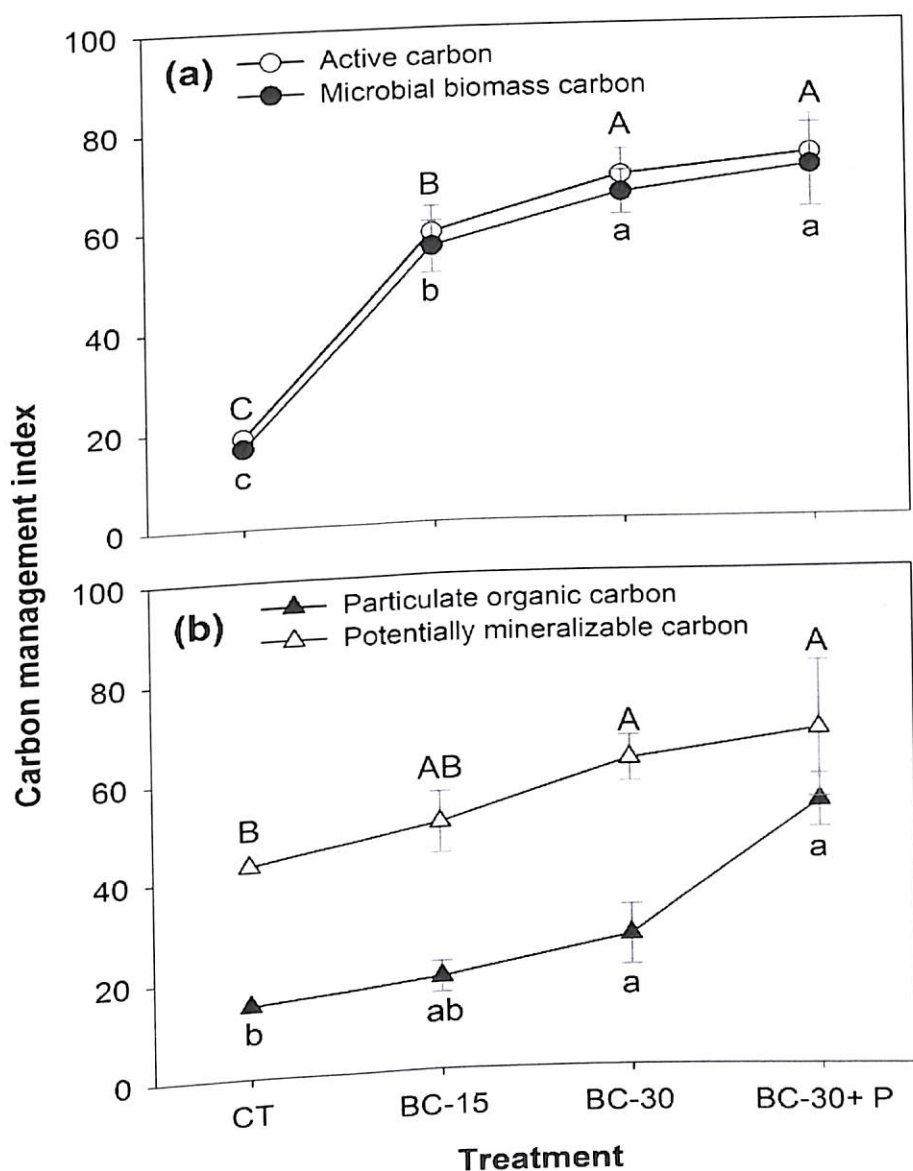 100
80
60
40
20
0
(a)
Active carbon
Microbial biomass carbon
C
c
B
b
A
a
A
a
Carbon management index
100
80
60
40
20
0
(b)
Particulate organic carbon
Potentially mineralizable carbon
B
b
AB
ab
A
a
A
a
CT BC-15 BC-30 BC-30+ P
Treatment